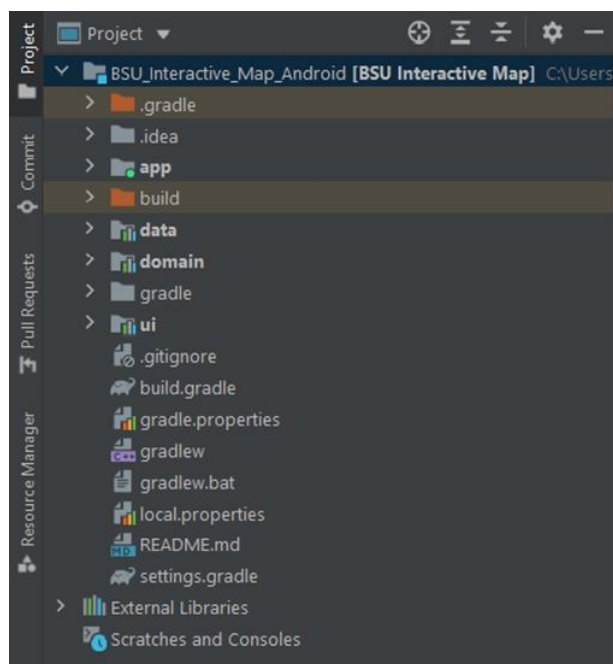 Project
Commit
Pull Requests
Resource Manager
Project
BSU_Interactive_Map_Android [BSU Interactive Map] C:\Users
.gradle
.idea
app
build
data
domain
gradle
ui
.gitignore
build.gradle
gradle.properties
C++
gradlew
gradlew.bat
local.properties
MD
README.md
settings.gradle
External Libraries
Scratches and Consoles